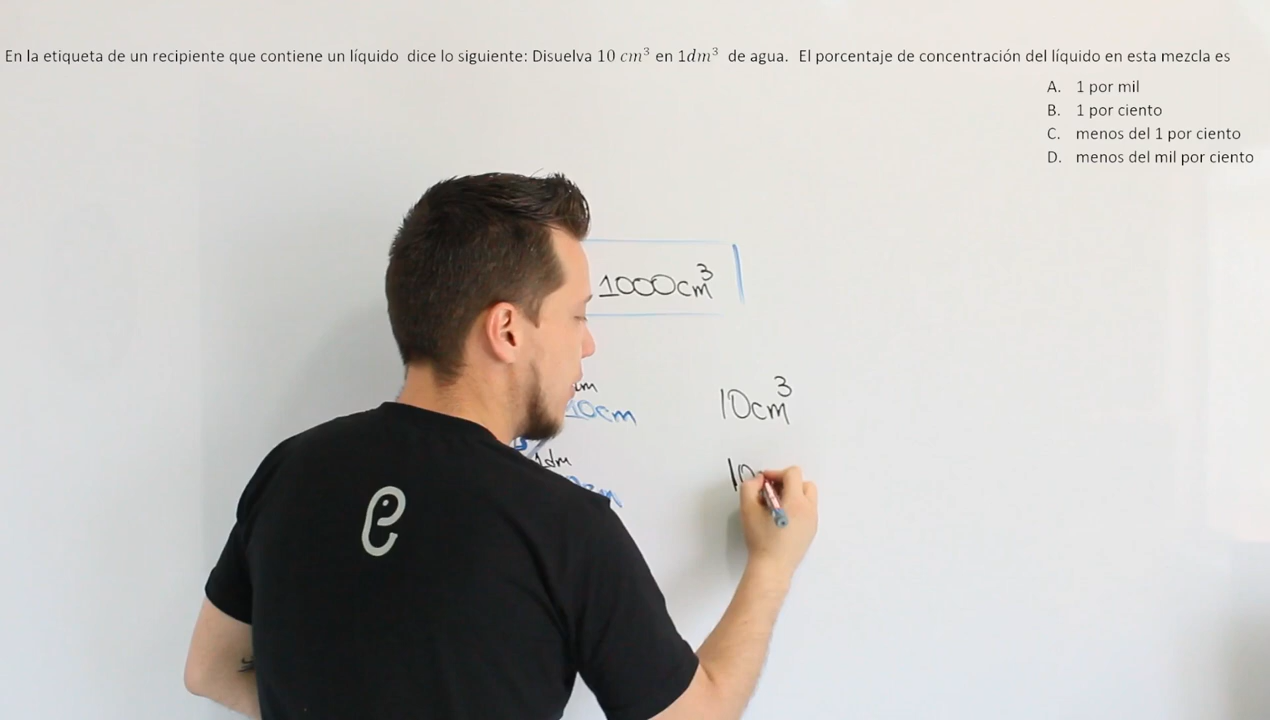 En la etiqueta de un recipiente que contiene un líquido dice lo siguiente: Disuelva 10 cm³ en 1dm³ de agua. El porcentaje de concentración del líquido en esta mezcla es
A. 1 por mil
B. 1 por ciento
C. menos del 1 por ciento
D. menos del mil por ciento
1000cm³
10cm
10cm³
1dm
10
e